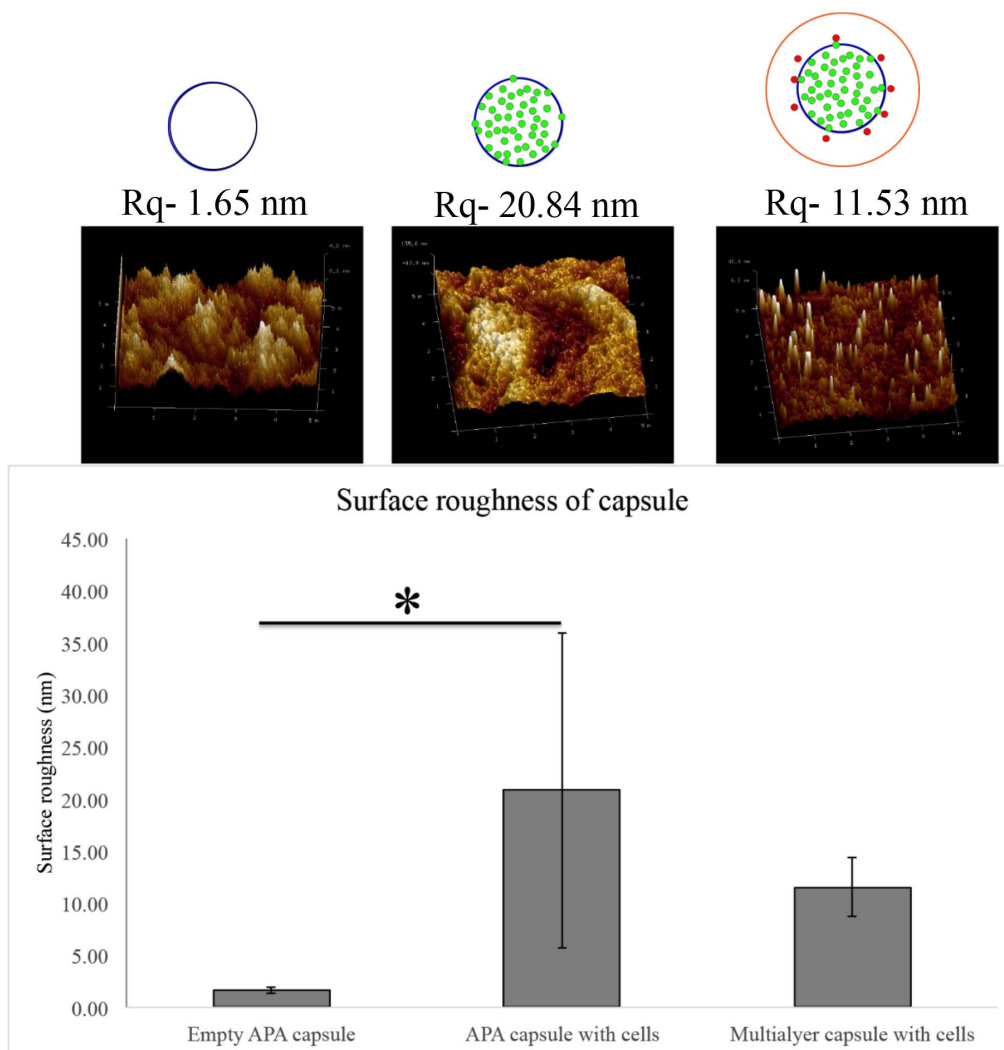 Rq- 1.65 nm
Rq- 20.84 nm
Rq- 11.53 nm
Surface roughness of capsule
*
Surface roughness (nm)
45.00
40.00
35.00
30.00
25.00
20.00
15.00
10.00
5.00
0.00
Empty APA capsule
APA capsule with cells
Multialyer capsule with cells